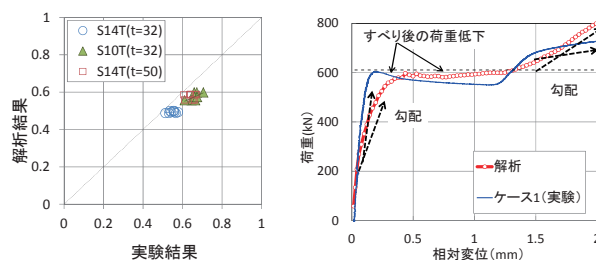 S14T(t=32)
S10T(t=32)
S14T(t=50)
解析結果
1
0.8
0.6
0.4
0.2
0
0 0.2 0.4 0.6 0.8 1
実験結果
荷重(kN)
800
600
400
200
0
すべり後の荷重低下
勾配
勾配
解析
ケース1(実験)
0 0.5 1 1.5 2
相対変位(mm)